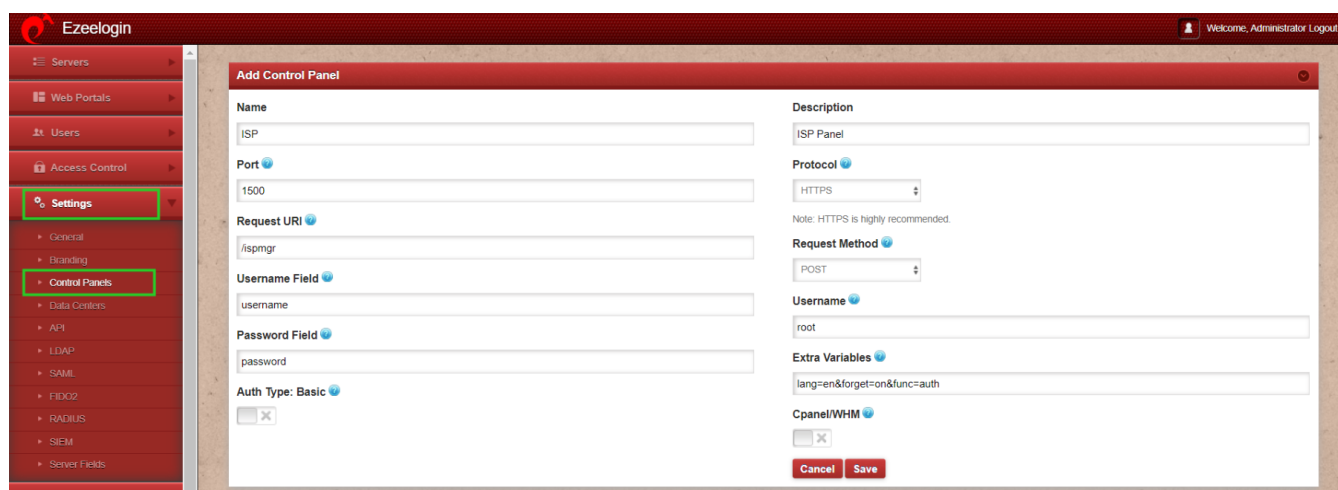 Ezeelogin
Welcome, Administrator Logout
Servers
Web Portals
Users
Access Control
Settings
General
Branding
Control Panels
Data Centers
API
LDAP
SAML
FIDO2
RADIUS
SIEM
Server Fields
Add Control Panel
Name
ISP
Port
1500
Request URI
/ispmgr
Username Field
username
Password Field
password
Auth Type: Basic
Description
ISP Panel
Protocol
HTTPS
Note: HTTPS is highly recommended.
Request Method
POST
Username
root
Extra Variables
lang=en&forget=on&func=auth
Cpanel/WHM
Cancel Save